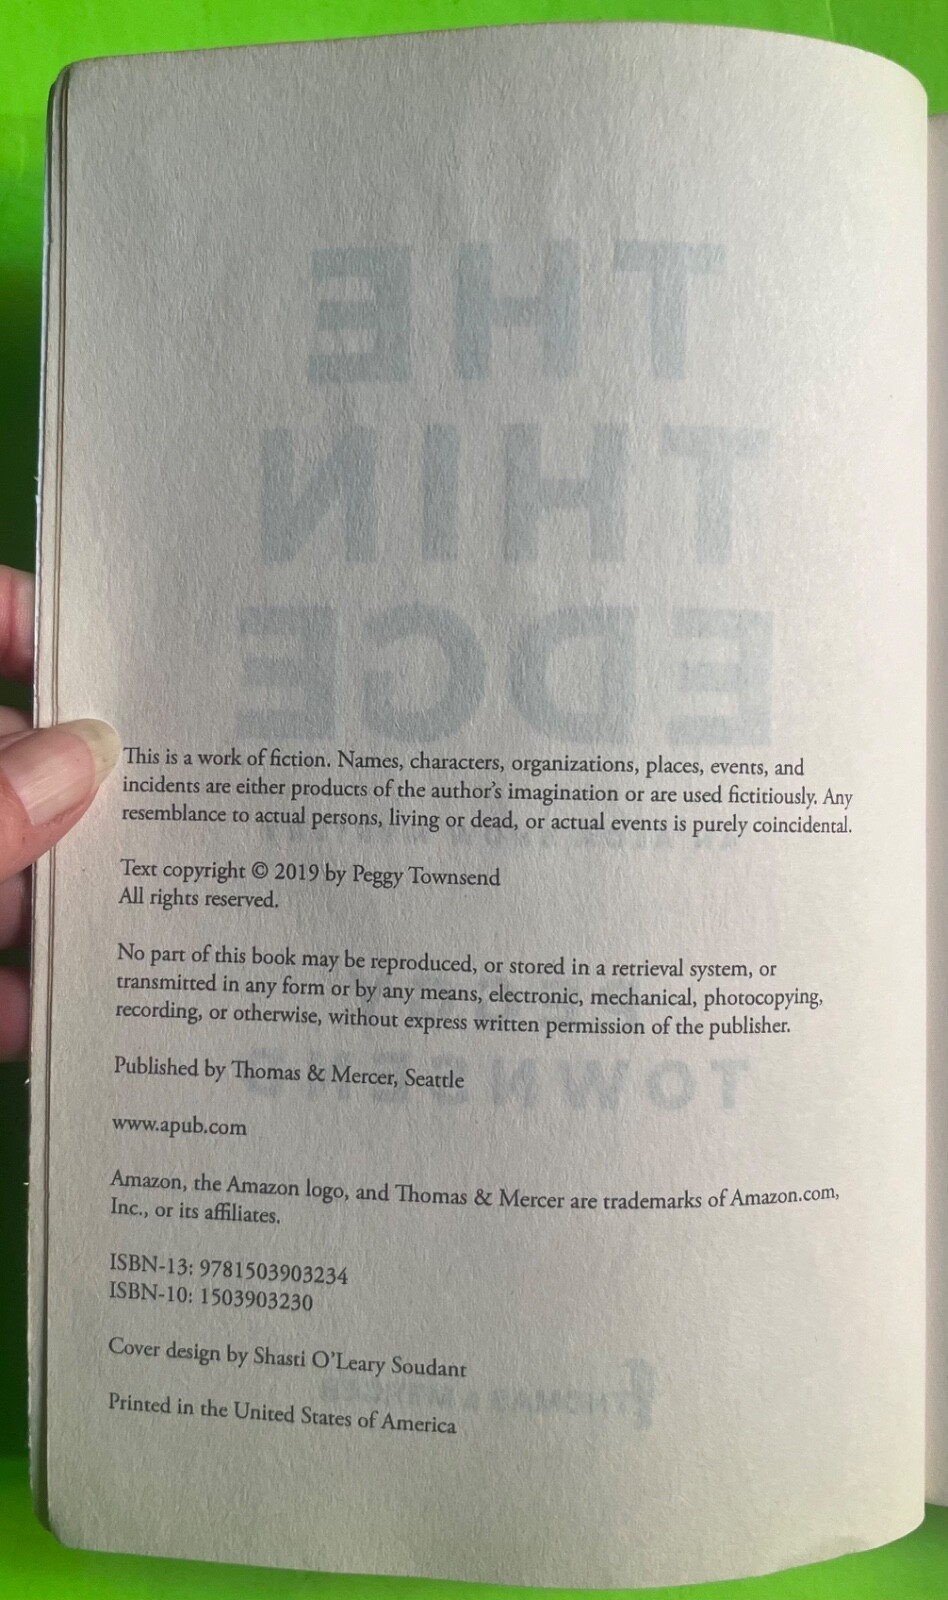 THE
THIN
EDGE
This is a work of fiction. Names, characters, organizations, places, events, and
incidents are either products of the author's imagination or are used fictitiously. Any
resemblance to actual persons, living or dead, or actual events is purely coincidental.
Text copyright © 2019 by Peggy Townsend
All rights reserved.
No part of this book may be reproduced, or stored in a retrieval system, or
transmitted in any form or by any means, electronic, mechanical, photocopying,
recording, or otherwise, without express written permission of the publisher.
TOWNSEND
Published by Thomas & Mercer, Seattle
www.apub.com
Amazon, the Amazon logo, and Thomas & Mercer are trademarks of Amazon.com,
Inc., or its affiliates.
ISBN-13: 9781503903234
ISBN-10: 1503903230
Cover design by Shasti O'Leary Soudant
THOMAS & MERCER
Printed in the United States of America